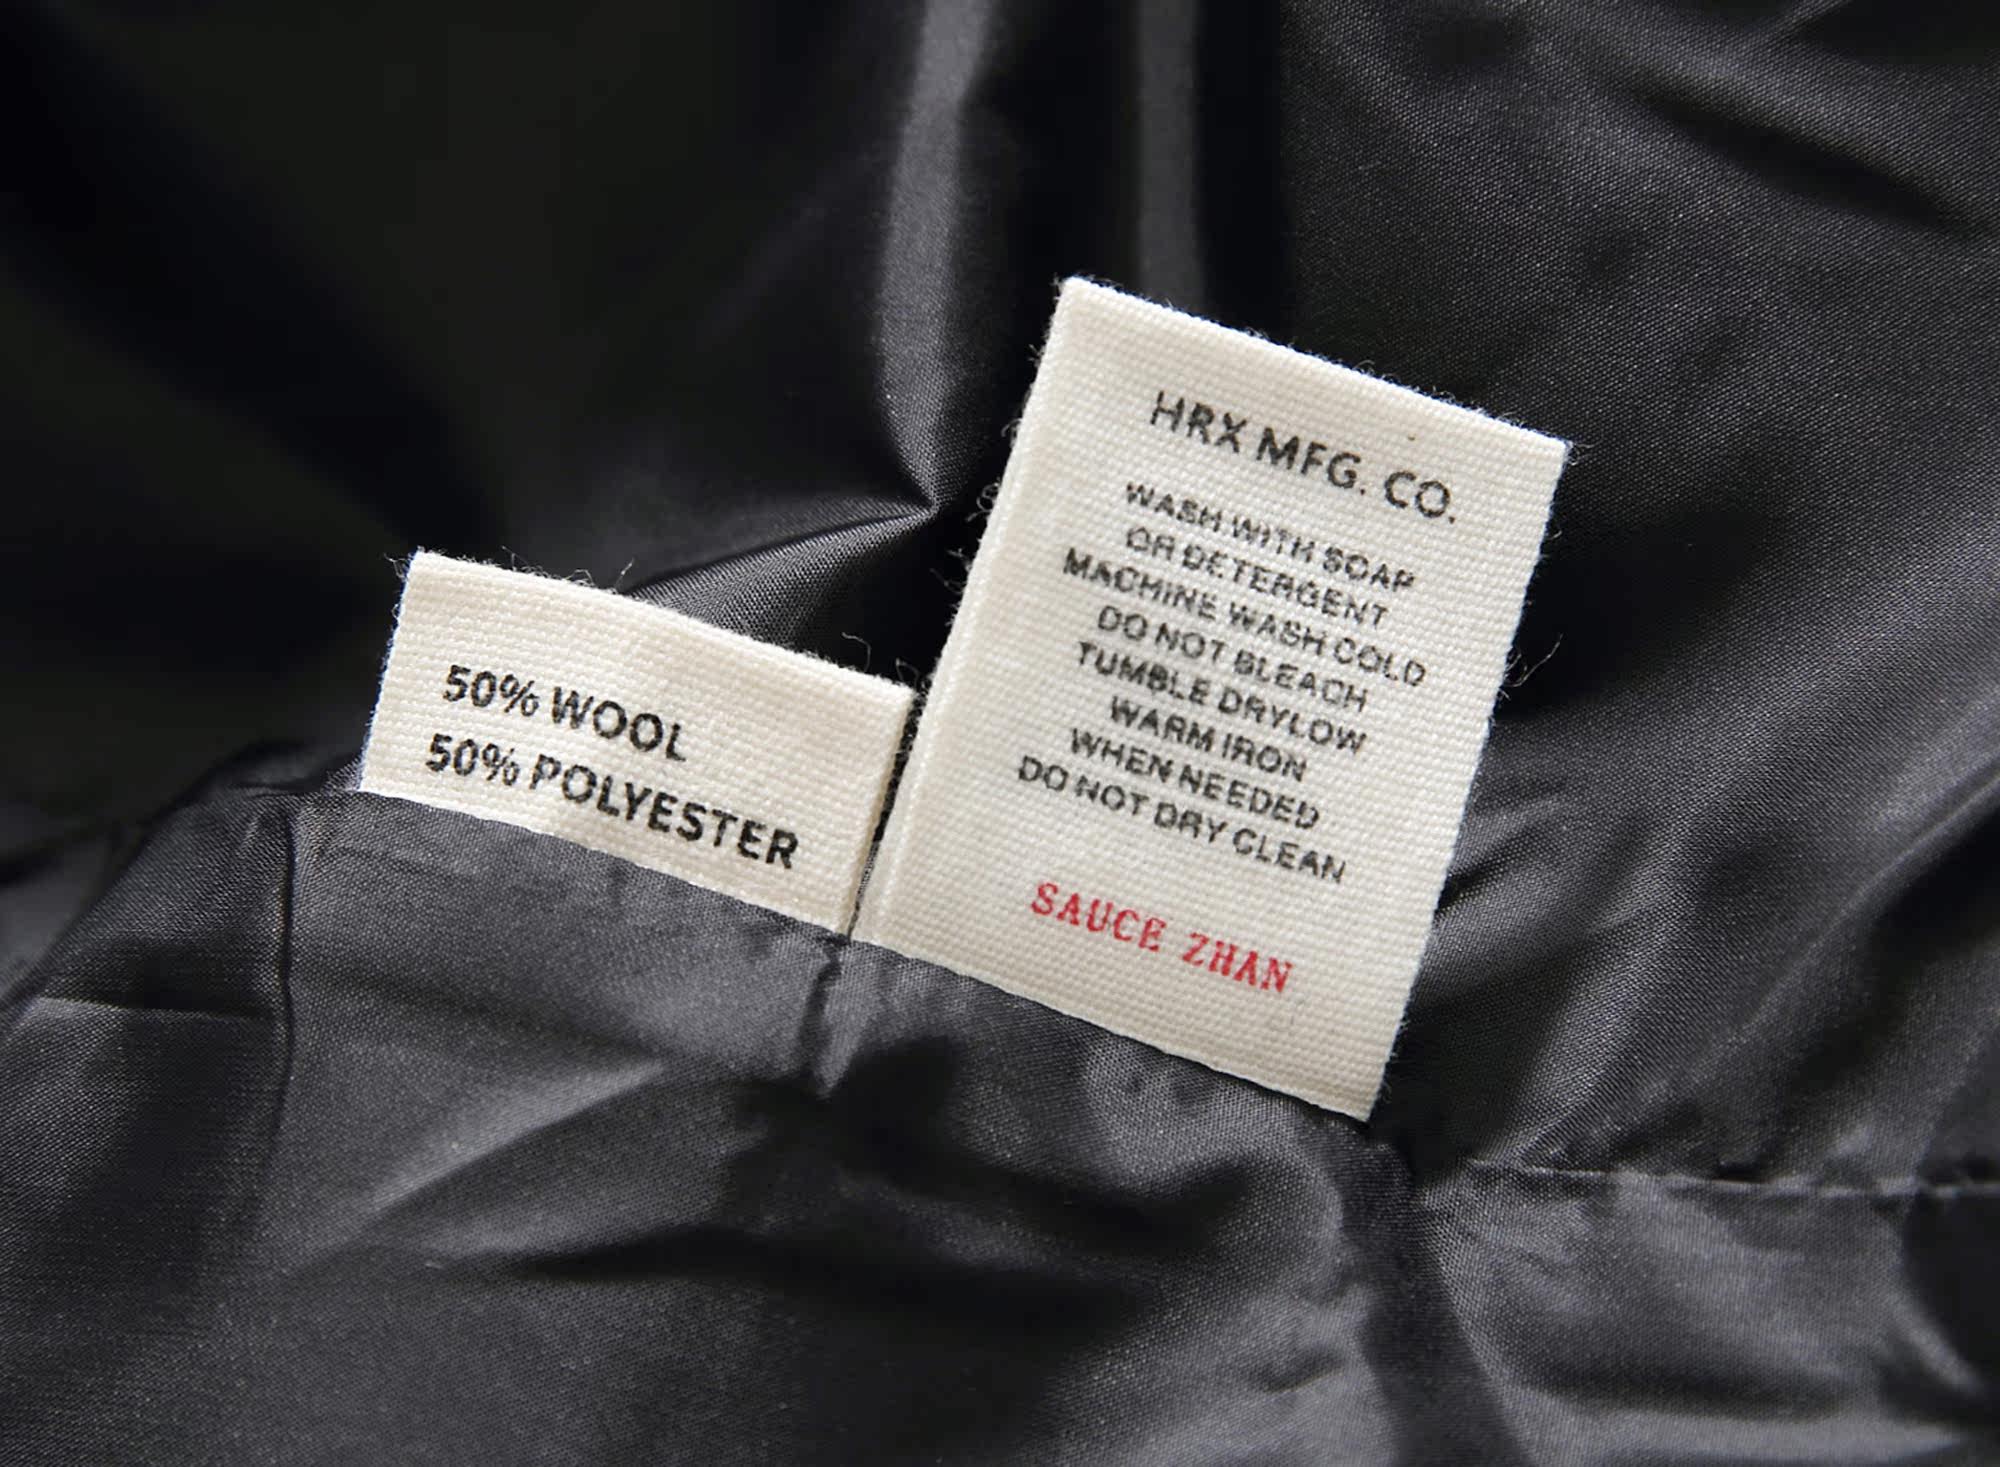 50% WOOL
50% POLYESTER
HRX MFG. CO.
WASH WITH SOAP
OR DETERGENT
MACHINE WASH COLD
DO NOT BLEACH
TUMBLE DRYLOW
WARM IRON
WHEN NEEDED
DO NOT DRY CLEAN
SAUCE ZHAN